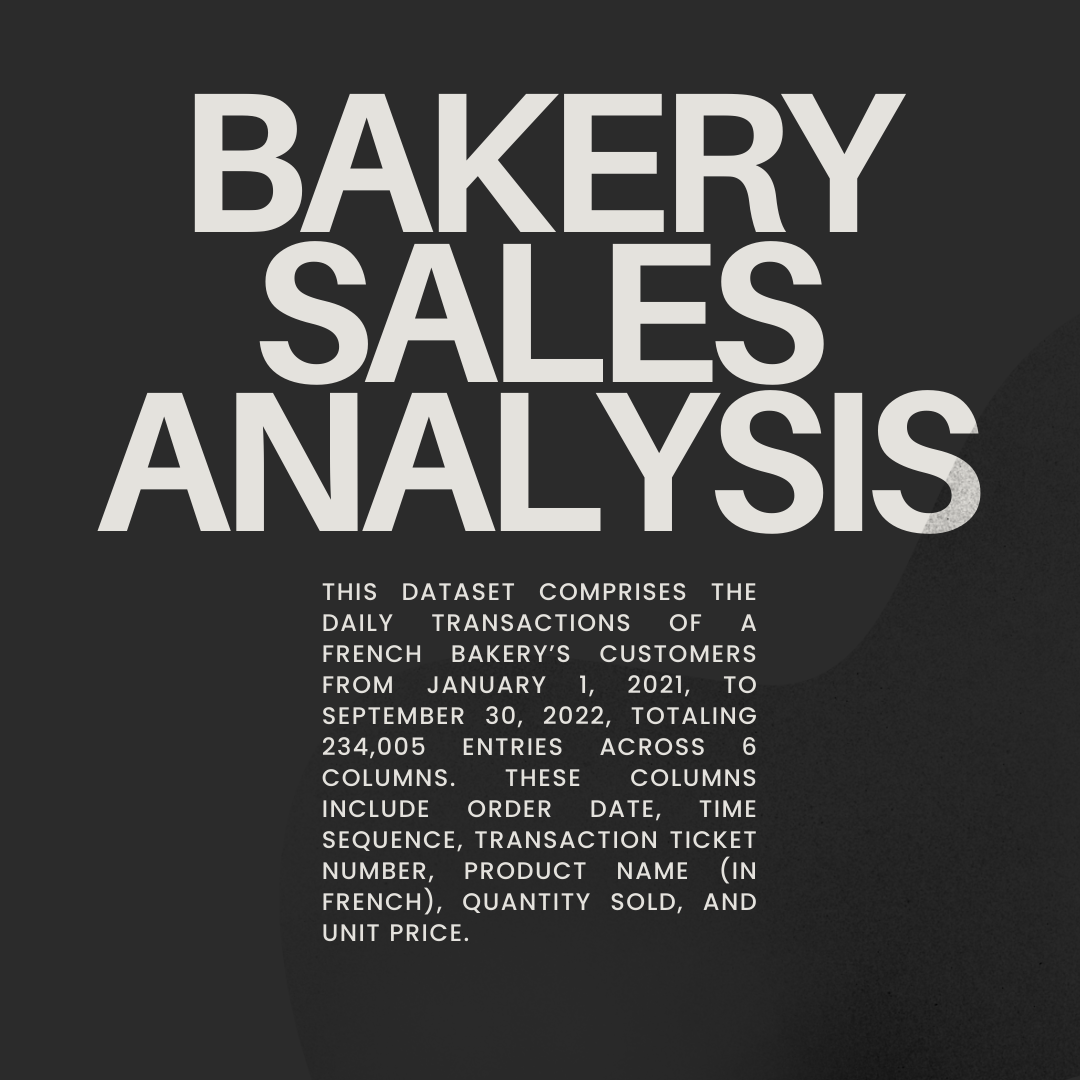 BAKERY
SALES
ANALYSIS
THIS DATASET COMPRISES THE
DAILY TRANSACTIONS OF A
FRENCH BAKERY’S CUSTOMERS
FROM JANUARY 1, 2021, TO
SEPTEMBER 30, 2022, TOTALING
234,005 ENTRIES ACROSS 6
COLUMNS. THESE COLUMNS
INCLUDE ORDER DATE, TIME
SEQUENCE, TRANSACTION TICKET
NUMBER, PRODUCT NAME (IN
FRENCH), QUANTITY SOLD, AND
UNIT PRICE.